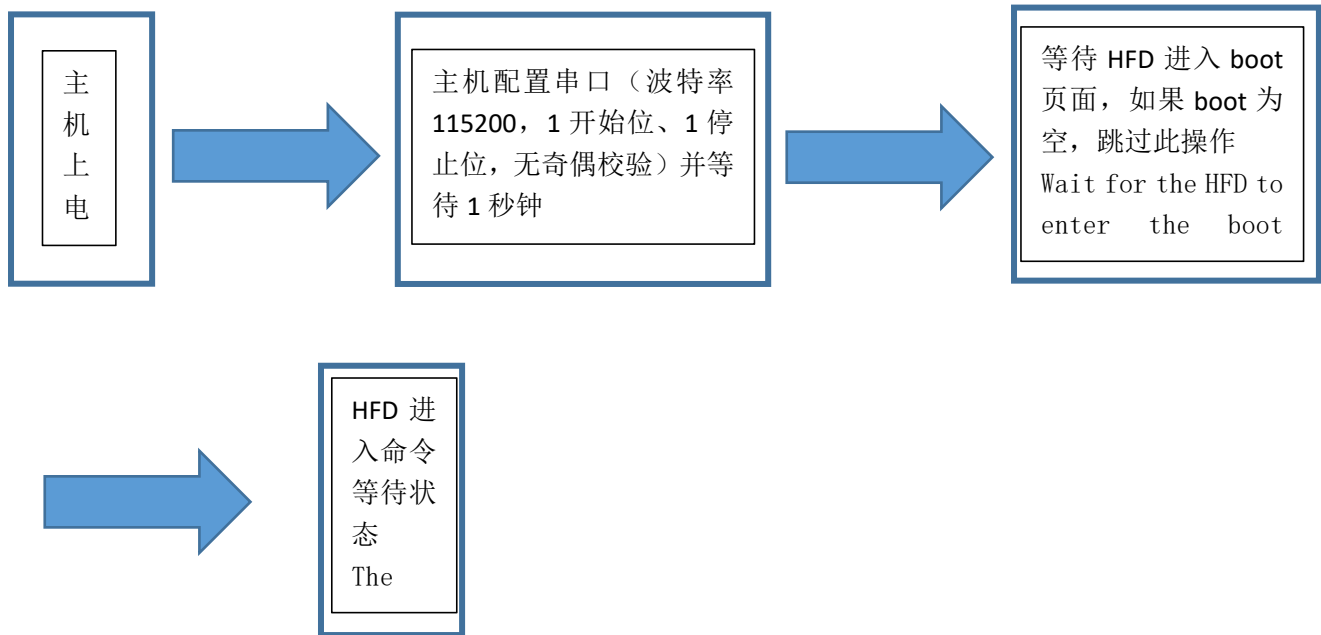 主
机
上
电
主机配置串口（波特率
115200，1 开始位、1 停
止位，无奇偶校验）并等
待 1 秒钟
等待 HFD 进入 boot
页面，如果 boot 为
空，跳过此操作
Wait for the HFD to
enter the boot
HFD 进
入命令
等待状
态
The